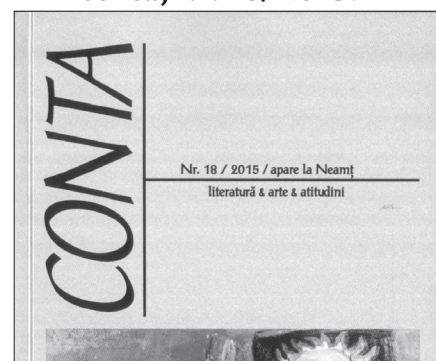 CONTA
Nr. 18 / 2015 / apare la Neamț
literatură & arte & atitudini